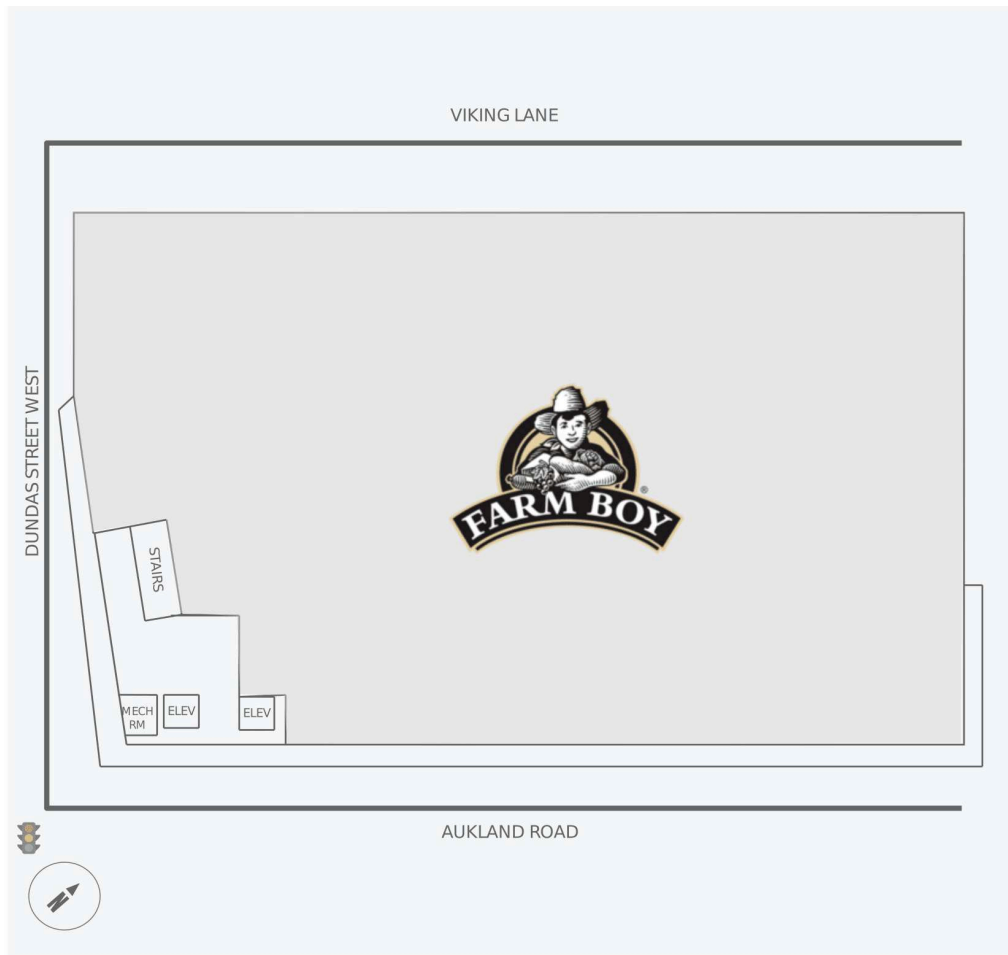 VIKING LANE
DUNDAS STREET WEST
FARM BOY
®
STAIRS
MECH
RM
ELEV
ELEV
AUKLAND ROAD
N